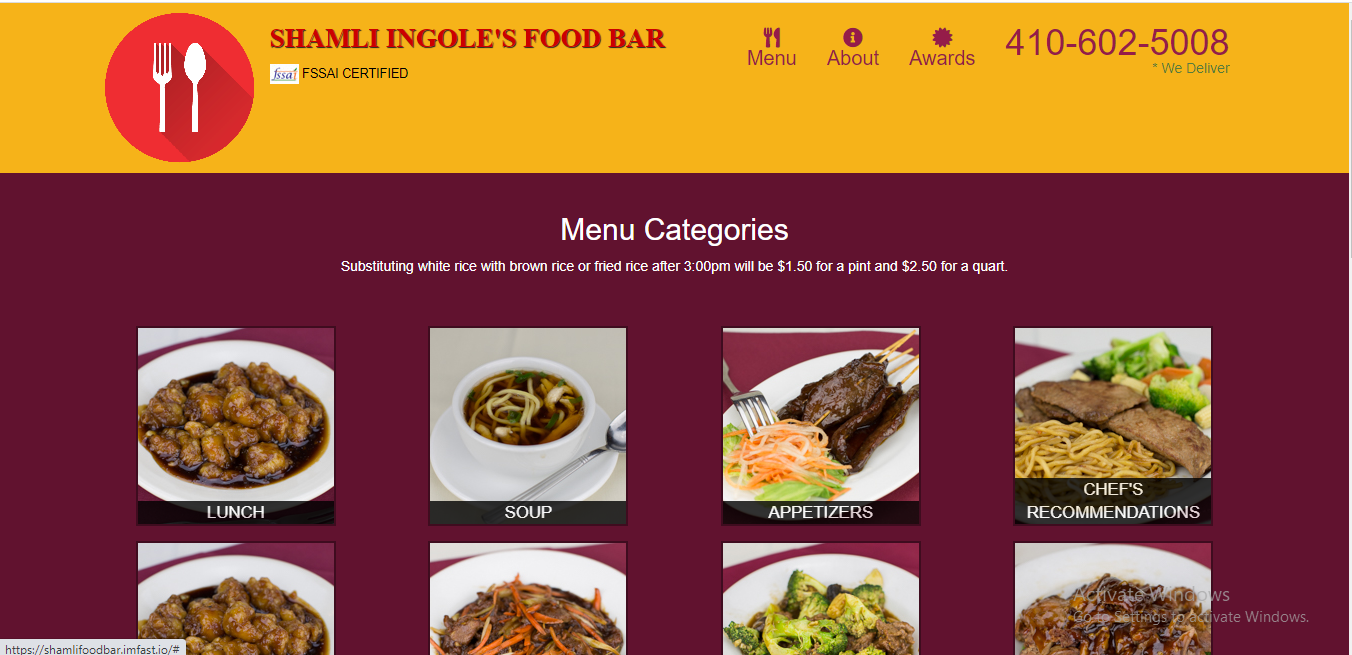 SHAMLI INGOLE'S FOOD BAR
fssai FSSAI CERTIFIED
Menu
About
Awards
410-602-5008
* We Deliver
Menu Categories
Substituting white rice with brown rice or fried rice after 3:00pm will be $1.50 for a pint and $2.50 for a quart.
LUNCH
SOUP
APPETIZERS
CHEF'S
RECOMMENDATIONS
Activate Windows
Go to Settings to activate Windows.
https://shamlifoodbar.imfast.io/#